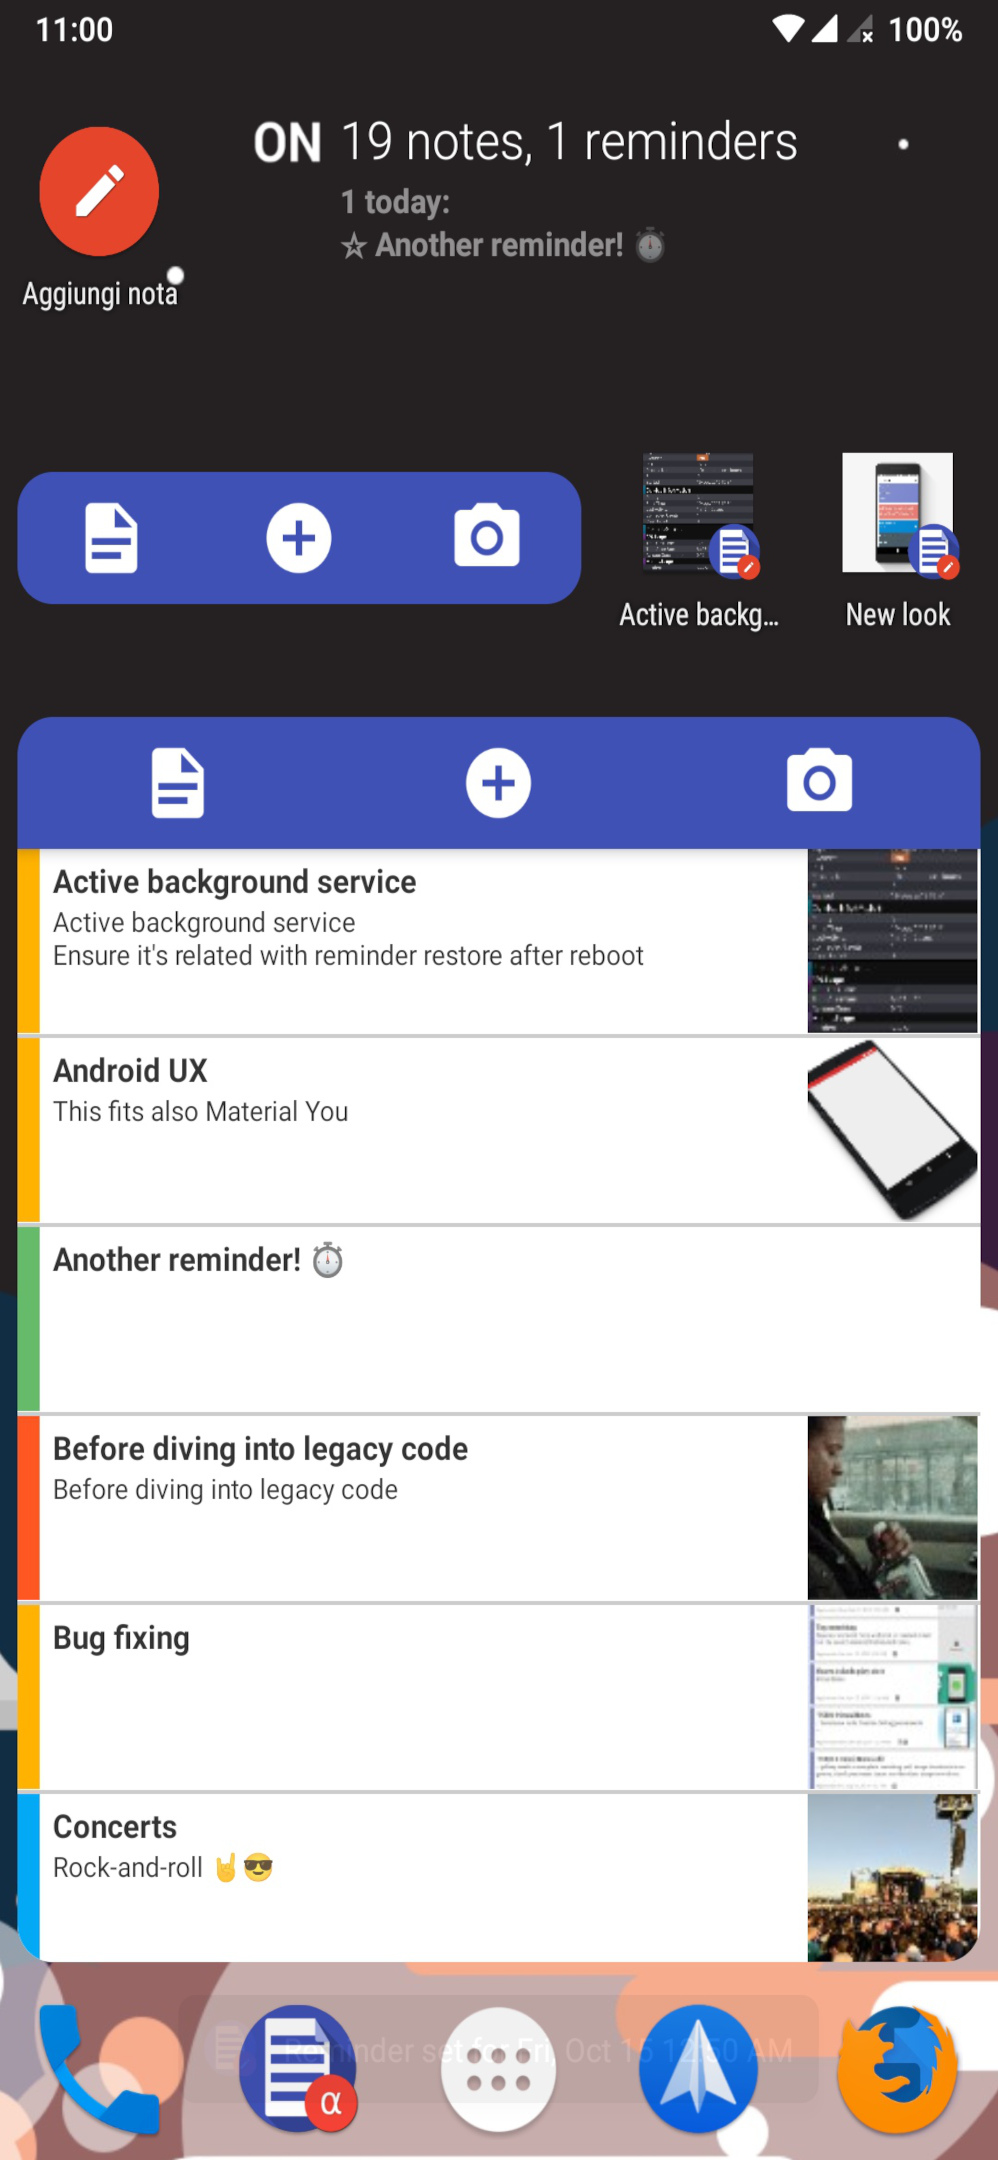 11:00
100%
ON 19 notes, 1 reminders
1 today:
☆ Another reminder! ⏱
Aggiungi nota
Active backg...
New look
Active background service
Active background service
Ensure it's related with reminder restore after reboot
Android UX
This fits also Material You
Another reminder! ⏱
Before diving into legacy code
Before diving into legacy code
Bug fixing
Concerts
Rock-and-roll 🤘😎
Reminder set for Fri, Oct 15 12:50 AM
α